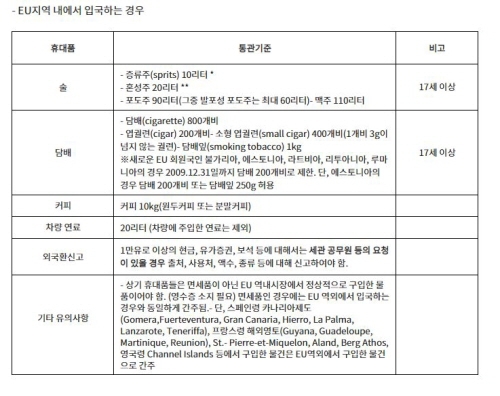 - EU지역 내에서 입국하는 경우
휴대품 통관기준 비고
술
- 증류주(sprits) 10리터 *
- 혼성주 20리터 **
- 포도주 90리터(그중 발포성 포도주는 최대 60리터)- 맥주 110리터
17세 이상
담배
- 담배(cigarette) 800개비
- 엽궐련(cigar) 200개비- 소형 엽궐련(small cigar) 400개비(1개비 3g이
넘지 않는 궐련)- 담배잎(smoking tobacco) 1kg
※새로운 EU 회원국인 불가리아, 에스토니아, 라트비아, 리투아니아, 루마
니아의 경우 2009.12.31일까지 담배 200개비로 제한. 단, 에스토니아의
경우 담배 200개비 또는 담배잎 250g 허용
17세 이상
커피 커피 10kg(원두커피 또는 분말커피)
차량 연료 20리터 (차량에 주입한 연료는 제외)
외국환신고
1만유로 이상의 현금, 유가증권, 보석 등에 대해서는 세관 공무원 등의 요청
이 있을 경우 출처, 사용처, 액수, 종류 등에 대해 신고하여야 함.
기타 유의사항
- 상기 휴대품들은 면세품이 아닌 EU 역내시장에서 정상적으로 구입한 물
품이어야 함. (영수증 소지 필요) 면세품인 경우에는 EU 역외에서 입국하는
경우와 동일하게 간주됨.- 단, 스페인령 카나리아제도
(Gomera,Fuerteventura, Gran Canaria, Hierro, La Palma,
Lanzarote, Teneriffa), 프랑스령 해외영토(Guyana, Guadeloupe,
Martinique, Reunion), St.- Pierre-et-Miquelon, Aland, Berg Athos,
영국령 Channel Islands 등에서 구입한 물건은 EU역외에서 구입한 물건
으로 간주